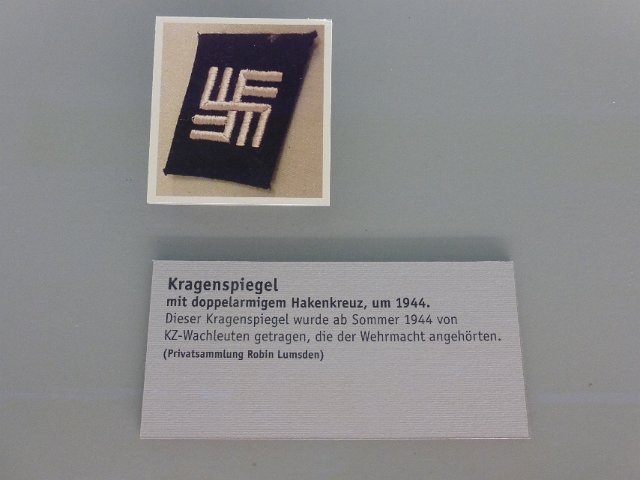 Kragenspiegel
mit doppelarmigem Hakenkreuz, um 1944.
Dieser Kragenspiegel wurde ab Sommer 1944 von
KZ-Wachleuten getragen, die der Wehrmacht angehörten.
(Privatsammlung Robin Lumsden)